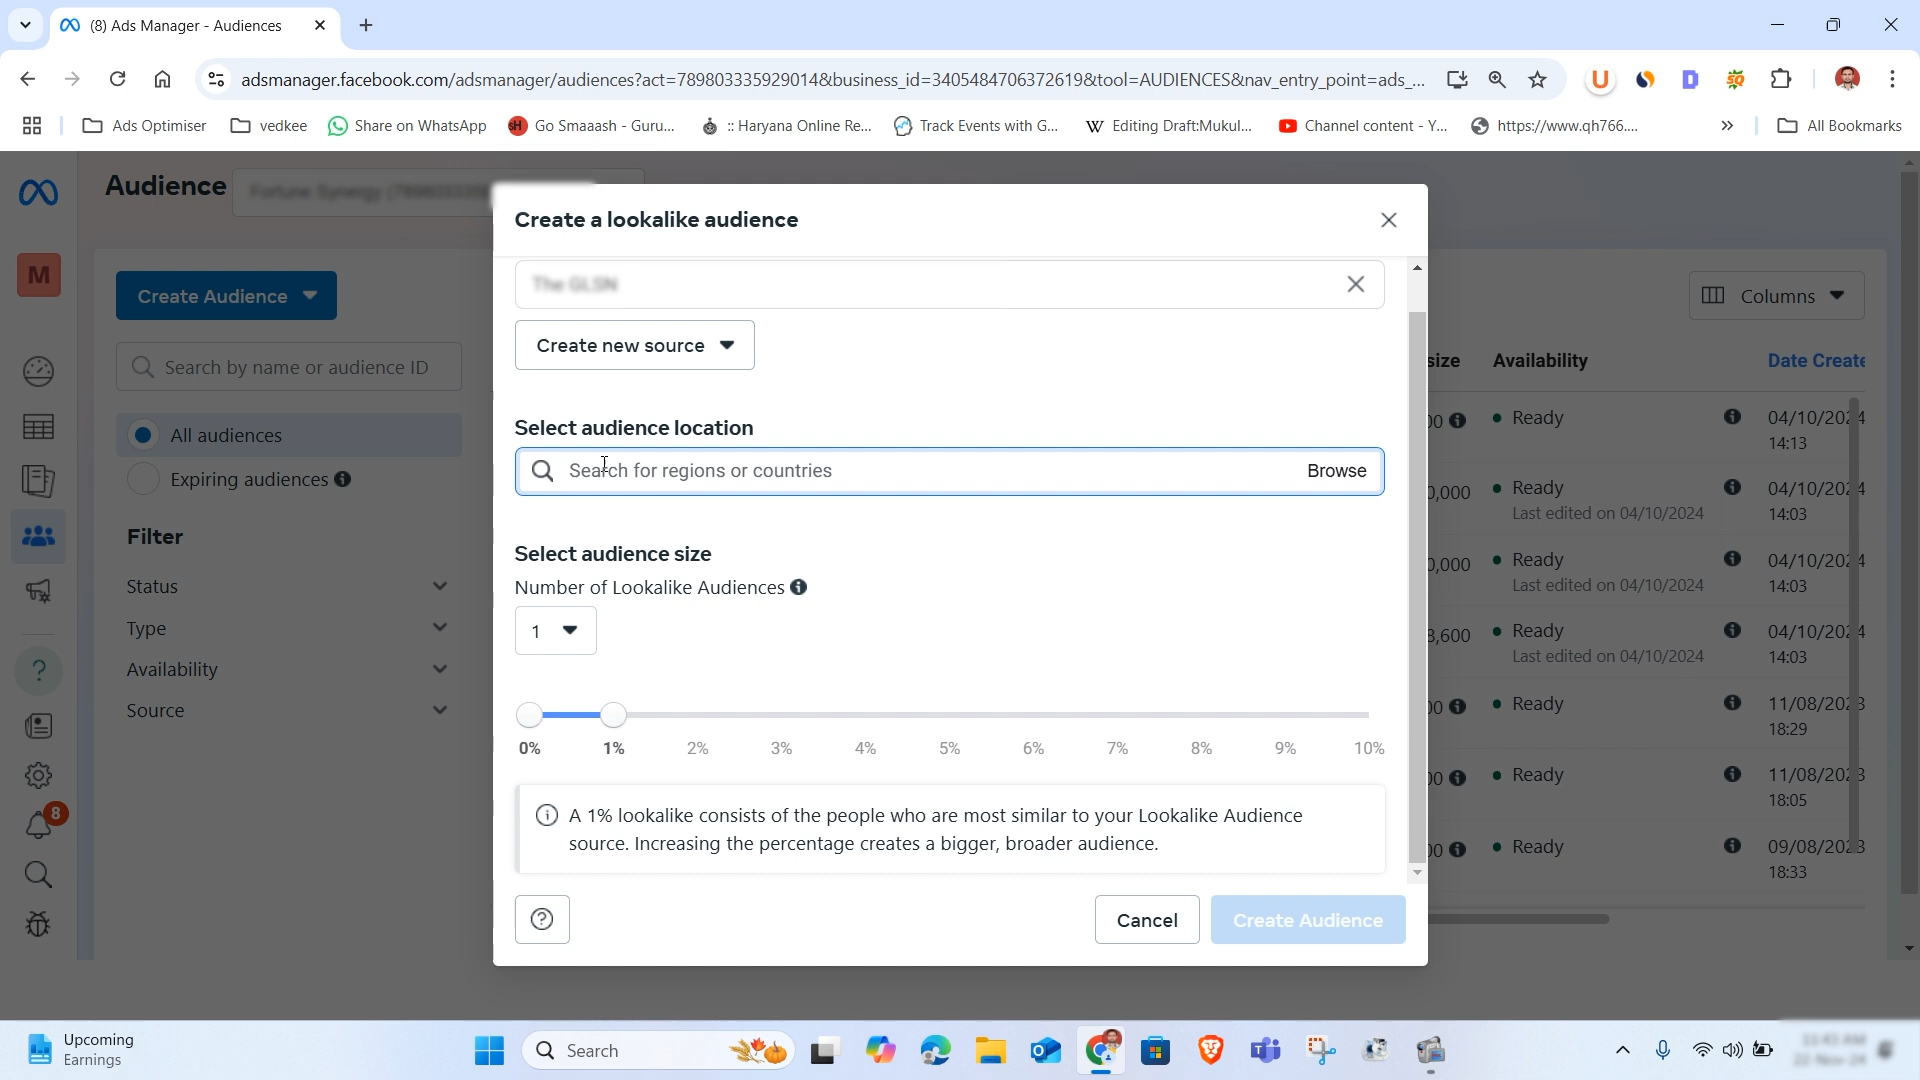 (8) Ads Manager - Audiences
adsmanager.facebook.com/adsmanager/audiences?act=789803335929014&business_id=3405484706372619&tool=AUDIENCES&nav_entry_point=ads_...
Ads Optimiser
vedkee
Share on WhatsApp
Go Smaaash - Guru...
:: Haryana Online Re...
Track Events with G...
Editing Draft:Mukul...
Channel content - Y...
https://www.qh766....
»
All Bookmarks
Audience
M
Create Audience
Search by name or audience ID
All audiences
Expiring audiences
Filter
Status
Type
Availability
Source
8
Create a lookalike audience
The GLSN
Create new source
Select audience location
Search for regions or countries
Browse
Select audience size
Number of Lookalike Audiences
1
0% 1% 2% 3% 4% 5% 6% 7% 8% 9% 10%
A 1% lookalike consists of the people who are most similar to your Lookalike Audience
source. Increasing the percentage creates a bigger, broader audience.
Cancel
Create Audience
Columns
size Availability Date Create
00 Ready 04/10/2024
14:13
0,000 Ready 04/10/2024
Last edited on 04/10/2024 14:03
0,000 Ready 04/10/2024
Last edited on 04/10/2024 14:03
8,600 Ready 04/10/2024
Last edited on 04/10/2024 14:03
00 Ready 11/08/2023
18:29
00 Ready 11/08/2023
18:05
00 Ready 09/08/2023
18:33
Upcoming
Earnings
Search